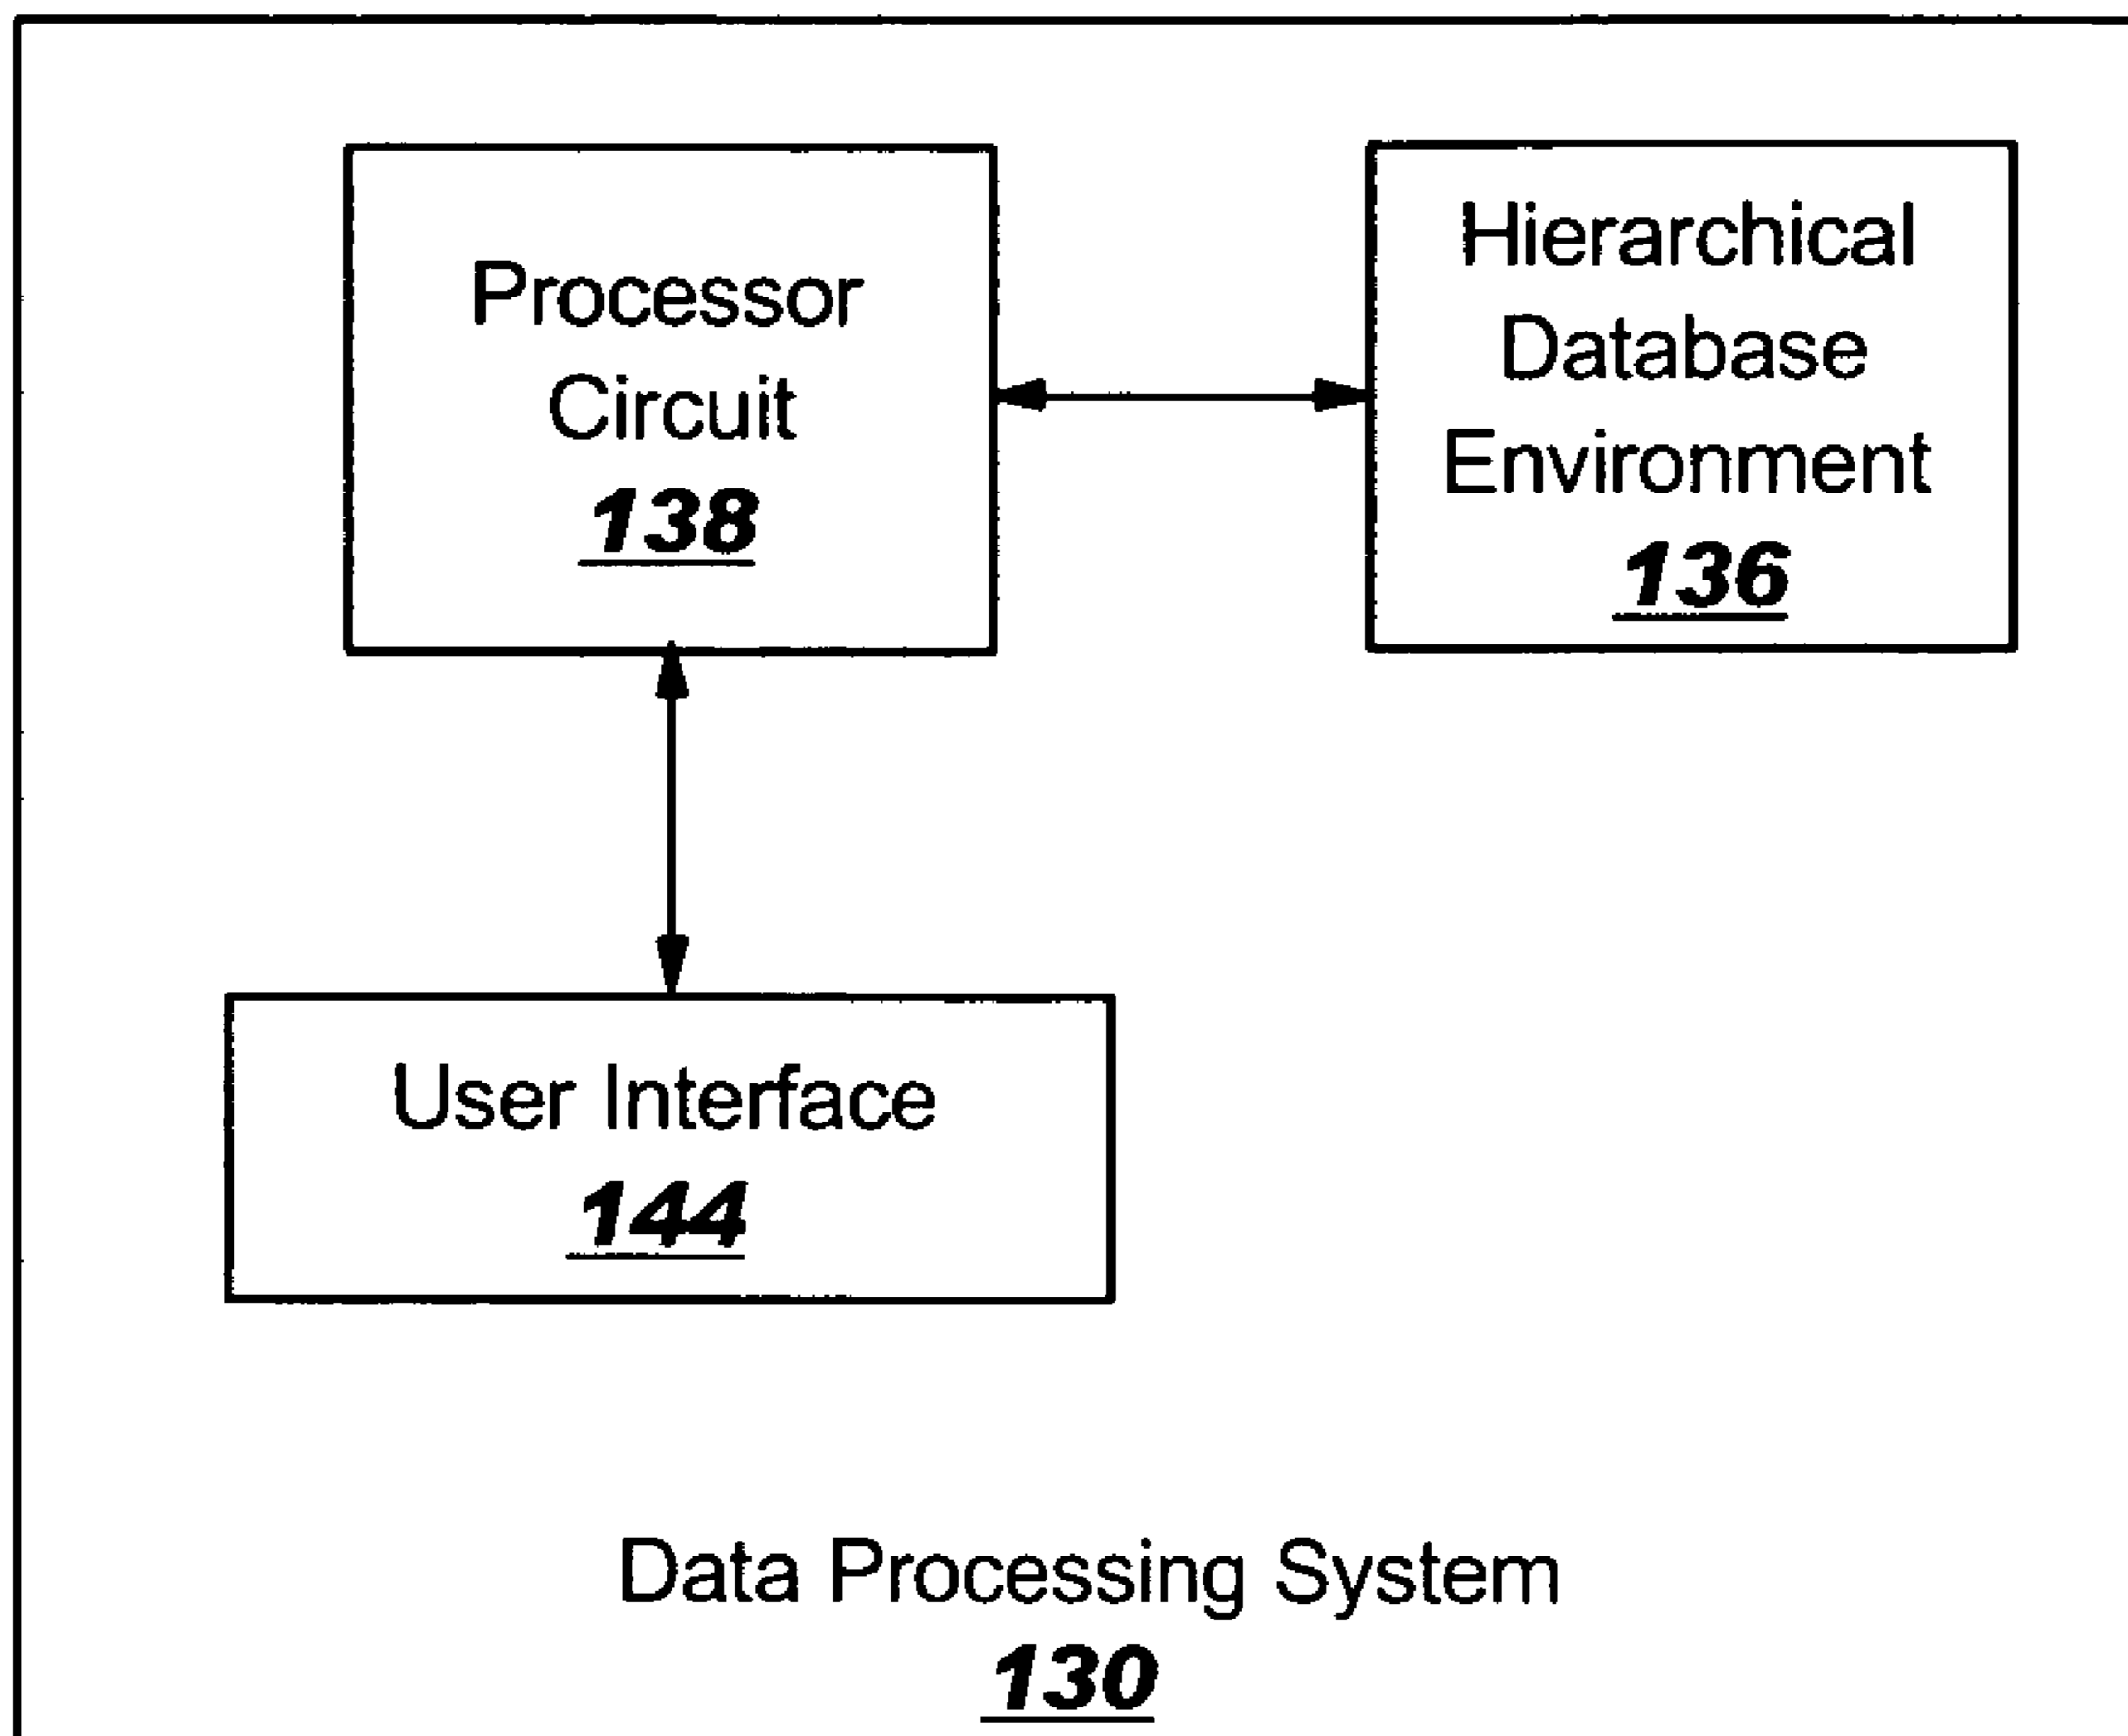 Processor
Circuit
138
Hierarchical
Database
Environment
136
User Interface
144
Data Processing System
130